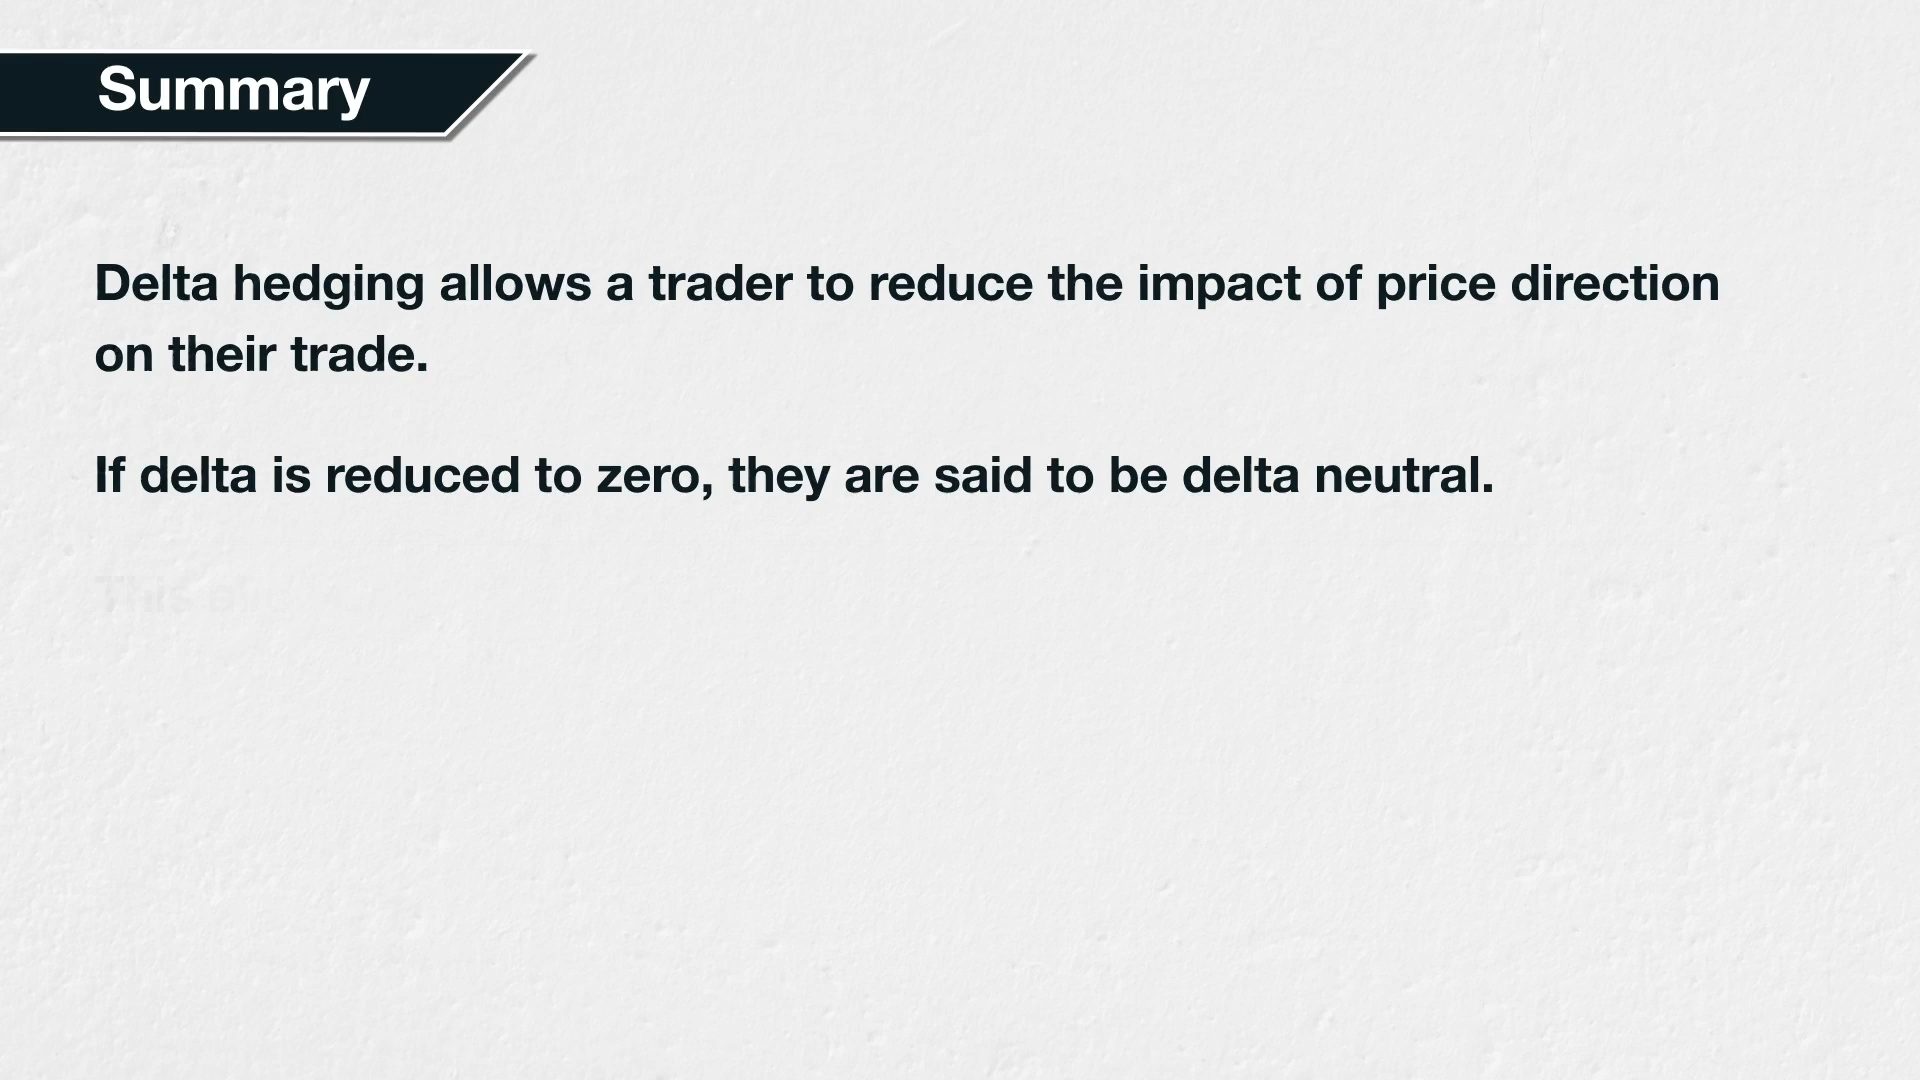 Summary
Delta hedging allows a trader to reduce the impact of price direction
on their trade.
If delta is reduced to zero, they are said to be delta neutral.
This